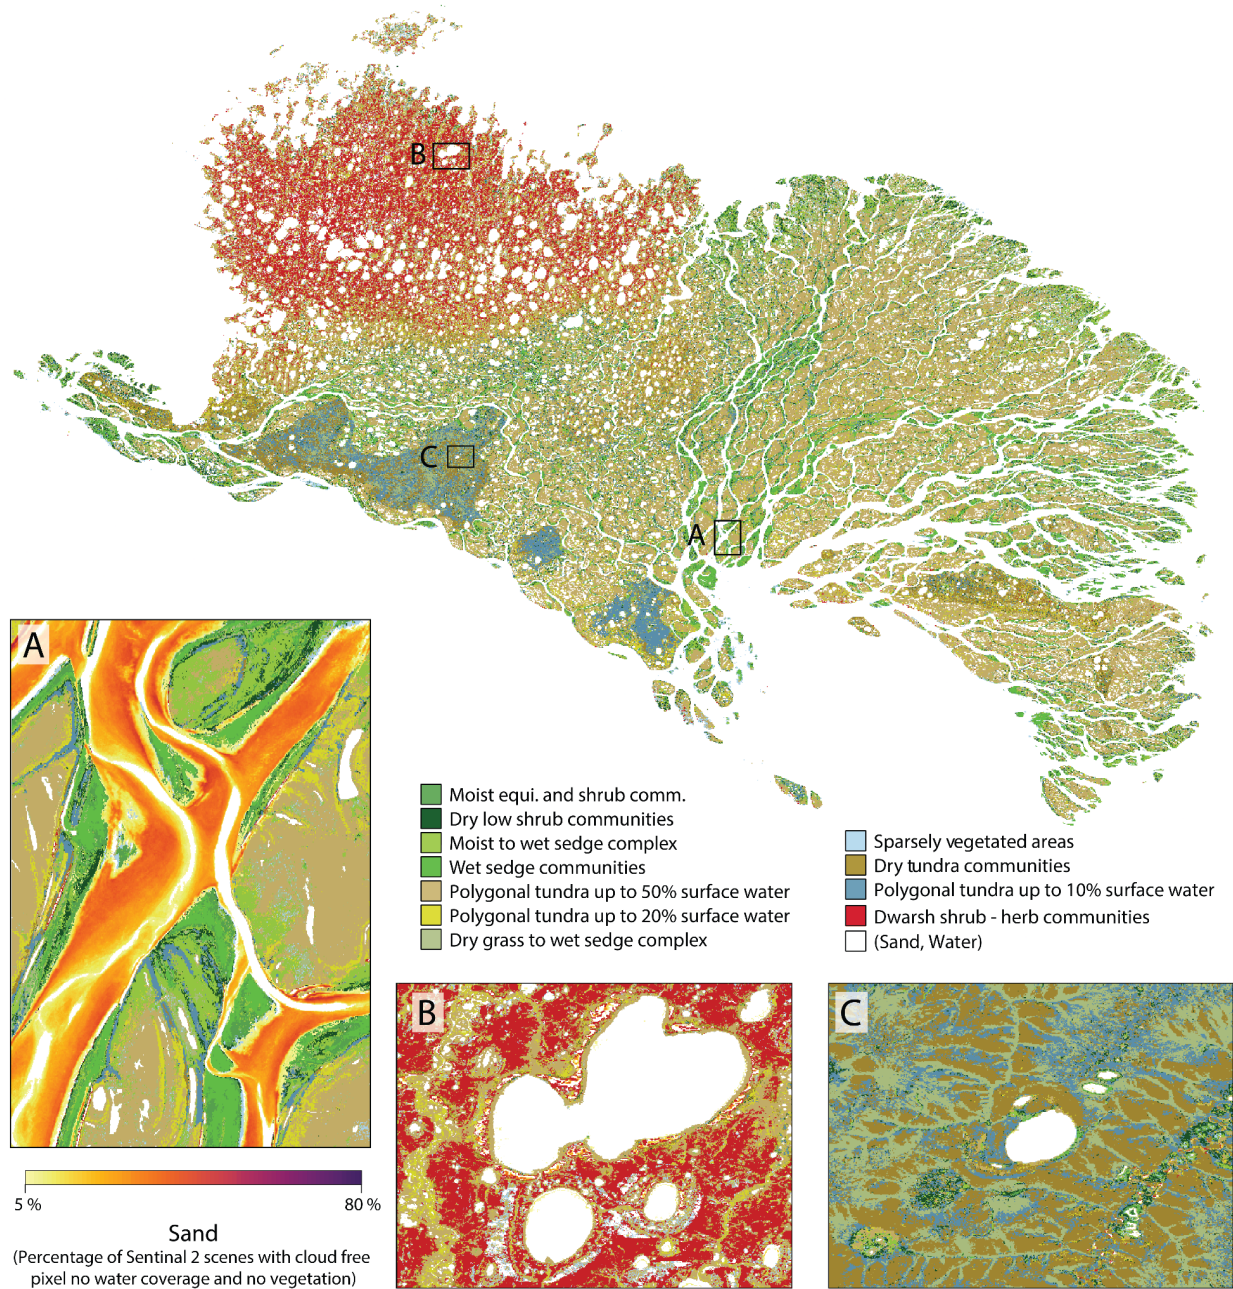 B
C
A
A
Moist equi. and shrub comm.
Dry low shrub communities
Moist to wet sedge complex
Wet sedge communities
Polygonal tundra up to 50% surface water
Polygonal tundra up to 20% surface water
Dry grass to wet sedge complex
Sparsely vegetated areas
Dry tundra communities
Polygonal tundra up to 10% surface water
Dwarsh shrub - herb communities
(Sand, Water)
B
C
5 %
80 %
Sand
(Percentage of Sentinal 2 scenes with cloud free
pixel no water coverage and no vegetation)